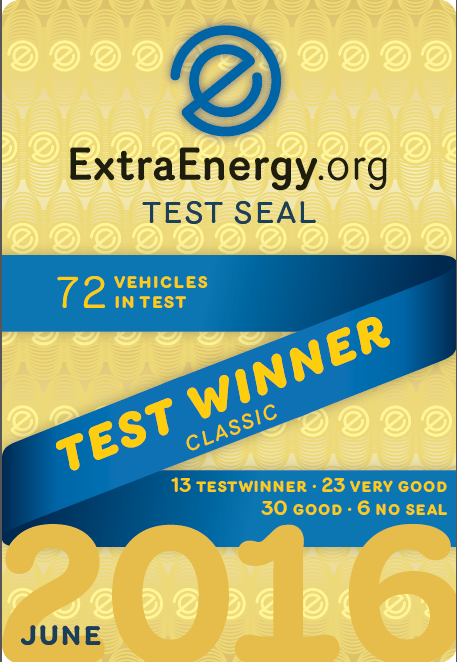 ExtraEnergy.org
TEST SEAL
72 VEHICLES
IN TEST
TEST WINNER
CLASSIC
13 TESTWINNER · 23 VERY GOOD
30 GOOD · 6 NO SEAL
2016
JUNE